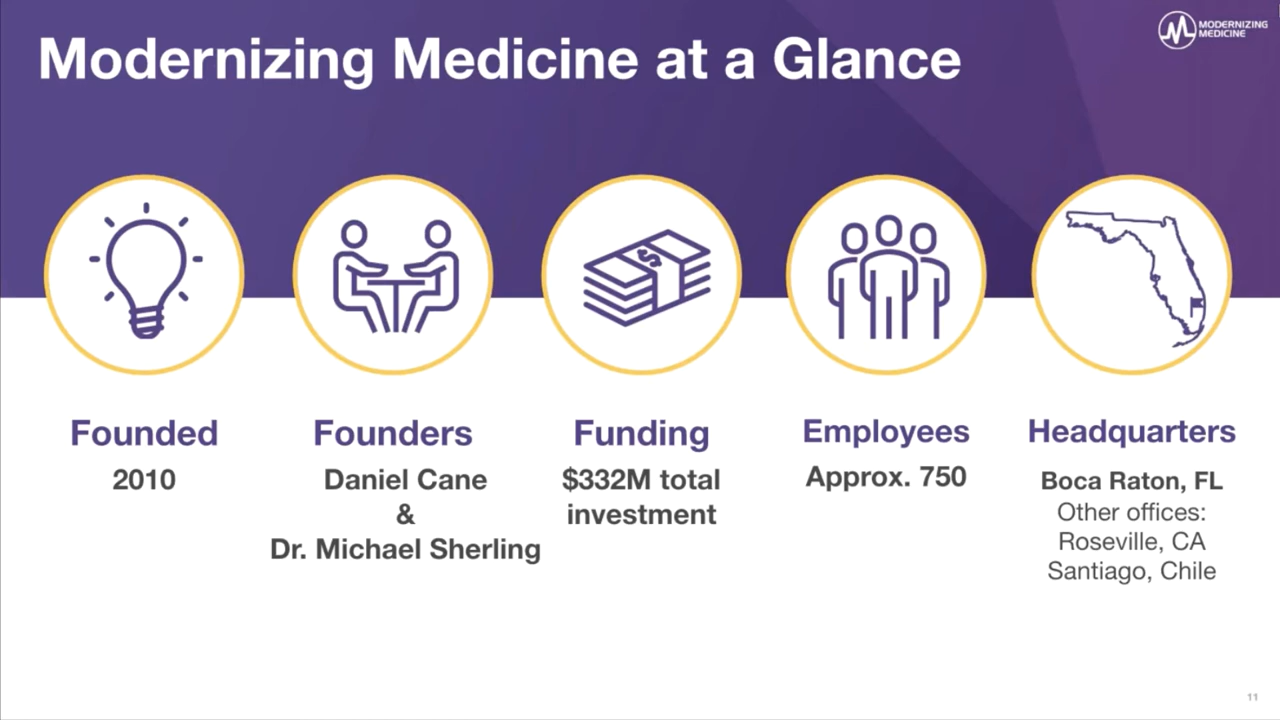 Modernizing Medicine at a Glance
MODERNIZING
MEDICINE
$
Founded
2010
Founders
Daniel Cane
&
Dr. Michael Sherling
Funding
$332M total
investment
Employees
Approx. 750
Headquarters
Boca Raton, FL
Other offices:
Roseville, CA
Santiago, Chile
11